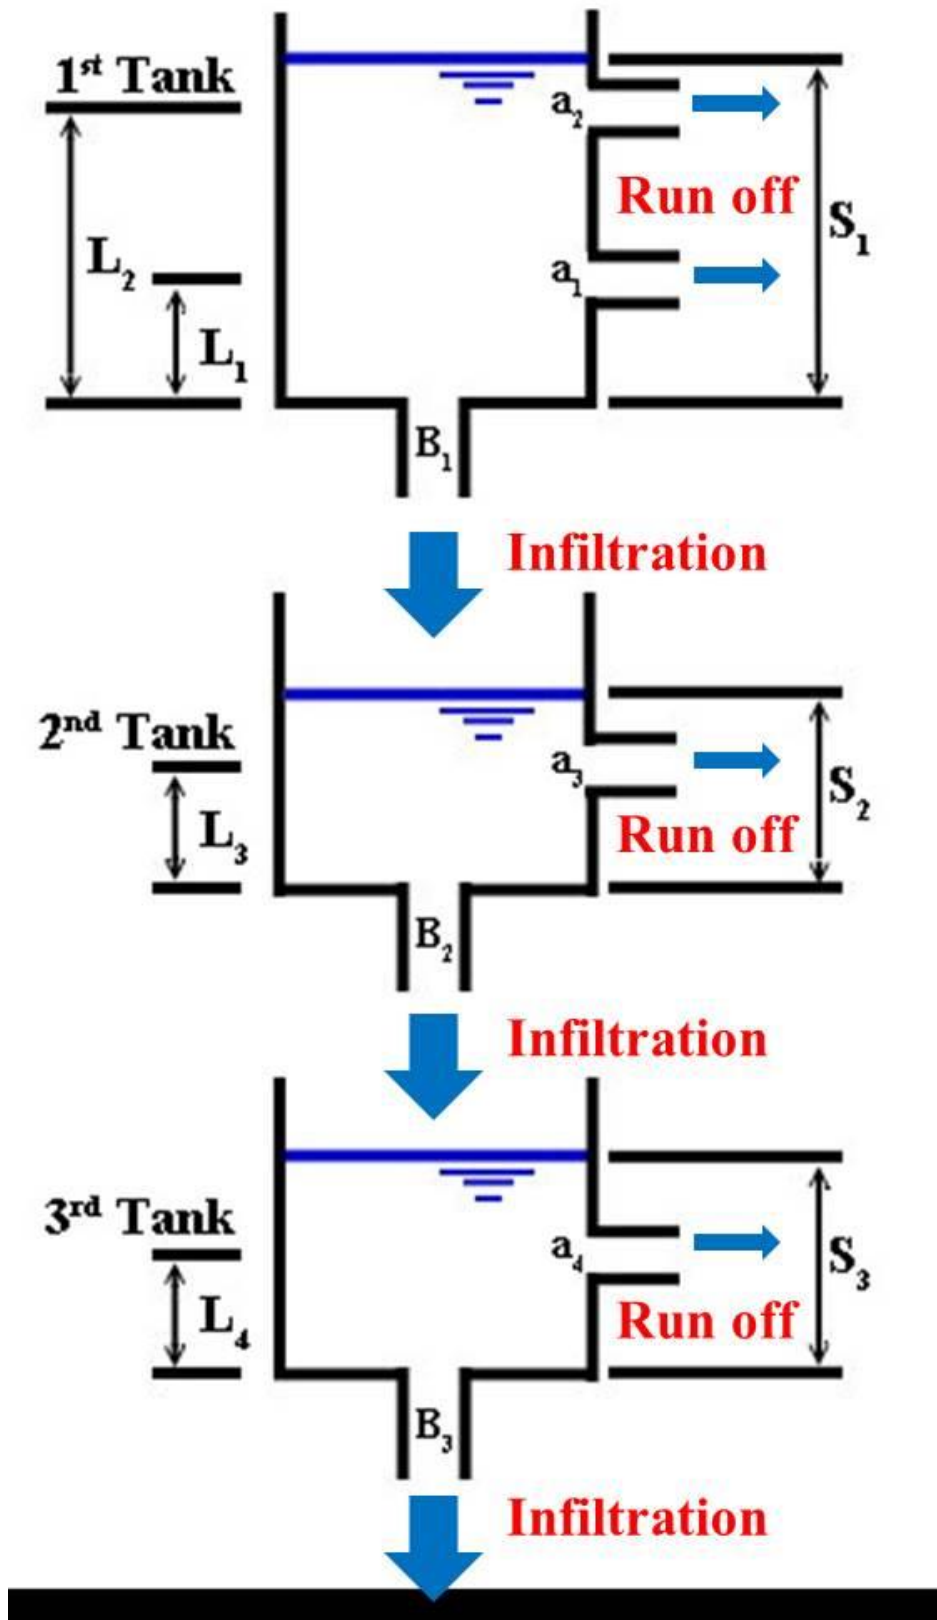 1st Tank
a2
Run off
S1
L2
a1
L1
B1
Infiltration
2nd Tank
a3
S2
L3
Run off
B2
Infiltration
3rd Tank
a4
S3
L4
Run off
B3
Infiltration